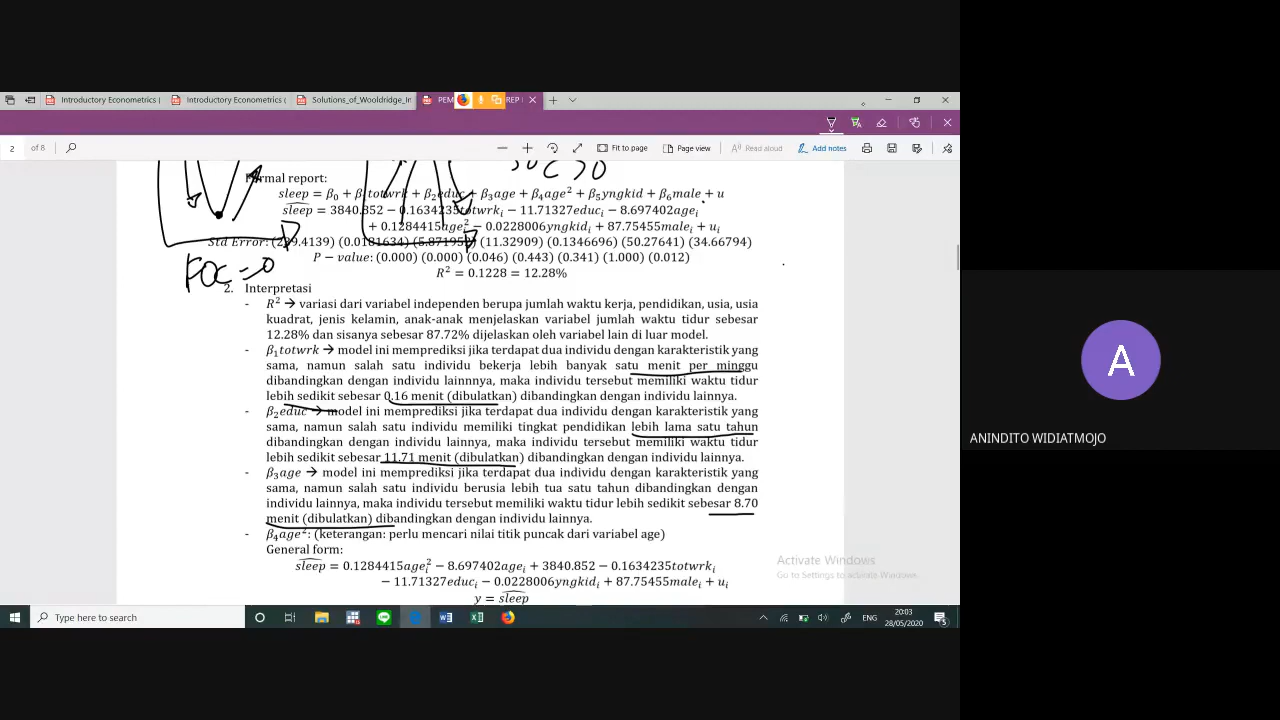 Introductory Econometrics |
Introductory Econometrics (
Solutions_of_Wooldridge_In
PEM
REP
2 of 8
Fit to page
Page view
Read aloud
Add notes
SOC >0
Formal report:
sleep = β₀ + β totwrk + β₂educ + β₃age + β₄age² + β₅yngkid + β₆male + u
sleep = 3840.852 − 0.1634235totwrkᵢ − 11.71327educᵢ − 8.697402ageᵢ
+ 0.1284415ageᵢ² − 0.0228006yngkidᵢ + 87.75455maleᵢ + uᵢ
Std Error: (2 9.4139) (0.0181634) (5.871952) (11.32909) (0.1346696) (50.27641) (34.66794)
P − value: (0.000) (0.000) (0.046) (0.443) (0.341) (1.000) (0.012)
R² = 0.1228 = 12.28%
FOC = 0
2. Interpretasi
- R² → variasi dari variabel independen berupa jumlah waktu kerja, pendidikan, usia, usia
kuadrat, jenis kelamin, anak-anak menjelaskan variabel jumlah waktu tidur sebesar
12.28% dan sisanya sebesar 87.72% dijelaskan oleh variabel lain di luar model.
- β₁totwrk → model ini memprediksi jika terdapat dua individu dengan karakteristik yang
sama, namun salah satu individu bekerja lebih banyak satu menit per minggu
dibandingkan dengan individu lainnnya, maka individu tersebut memiliki waktu tidur
lebih sedikit sebesar 0.16 menit (dibulatkan) dibandingkan dengan individu lainnya.
- β₂educ → model ini memprediksi jika terdapat dua individu dengan karakteristik yang
sama, namun salah satu individu memiliki tingkat pendidikan lebih lama satu tahun
dibandingkan dengan individu lainnya, maka individu tersebut memiliki waktu tidur
lebih sedikit sebesar 11.71 menit (dibulatkan) dibandingkan dengan individu lainnya.
- β₃age → model ini memprediksi jika terdapat dua individu dengan karakteristik yang
sama, namun salah satu individu berusia lebih tua satu tahun dibandingkan dengan
individu lainnya, maka individu tersebut memiliki waktu tidur lebih sedikit sebesar 8.70
menit (dibulatkan) dibandingkan dengan individu lainnya.
- β₄age²: (keterangan: perlu mencari nilai titik puncak dari variabel age)
General form:
sleep = 0.1284415ageᵢ² − 8.697402ageᵢ + 3840.852 − 0.1634235totwrkᵢ
− 11.71327educᵢ − 0.0228006yngkidᵢ + 87.75455maleᵢ + uᵢ
y = sleep
Activate Windows
Go to Settings to activate Windows.
Type here to search
ENG
20:03
28/05/2020
5
A
ANINDITO WIDIATMOJO